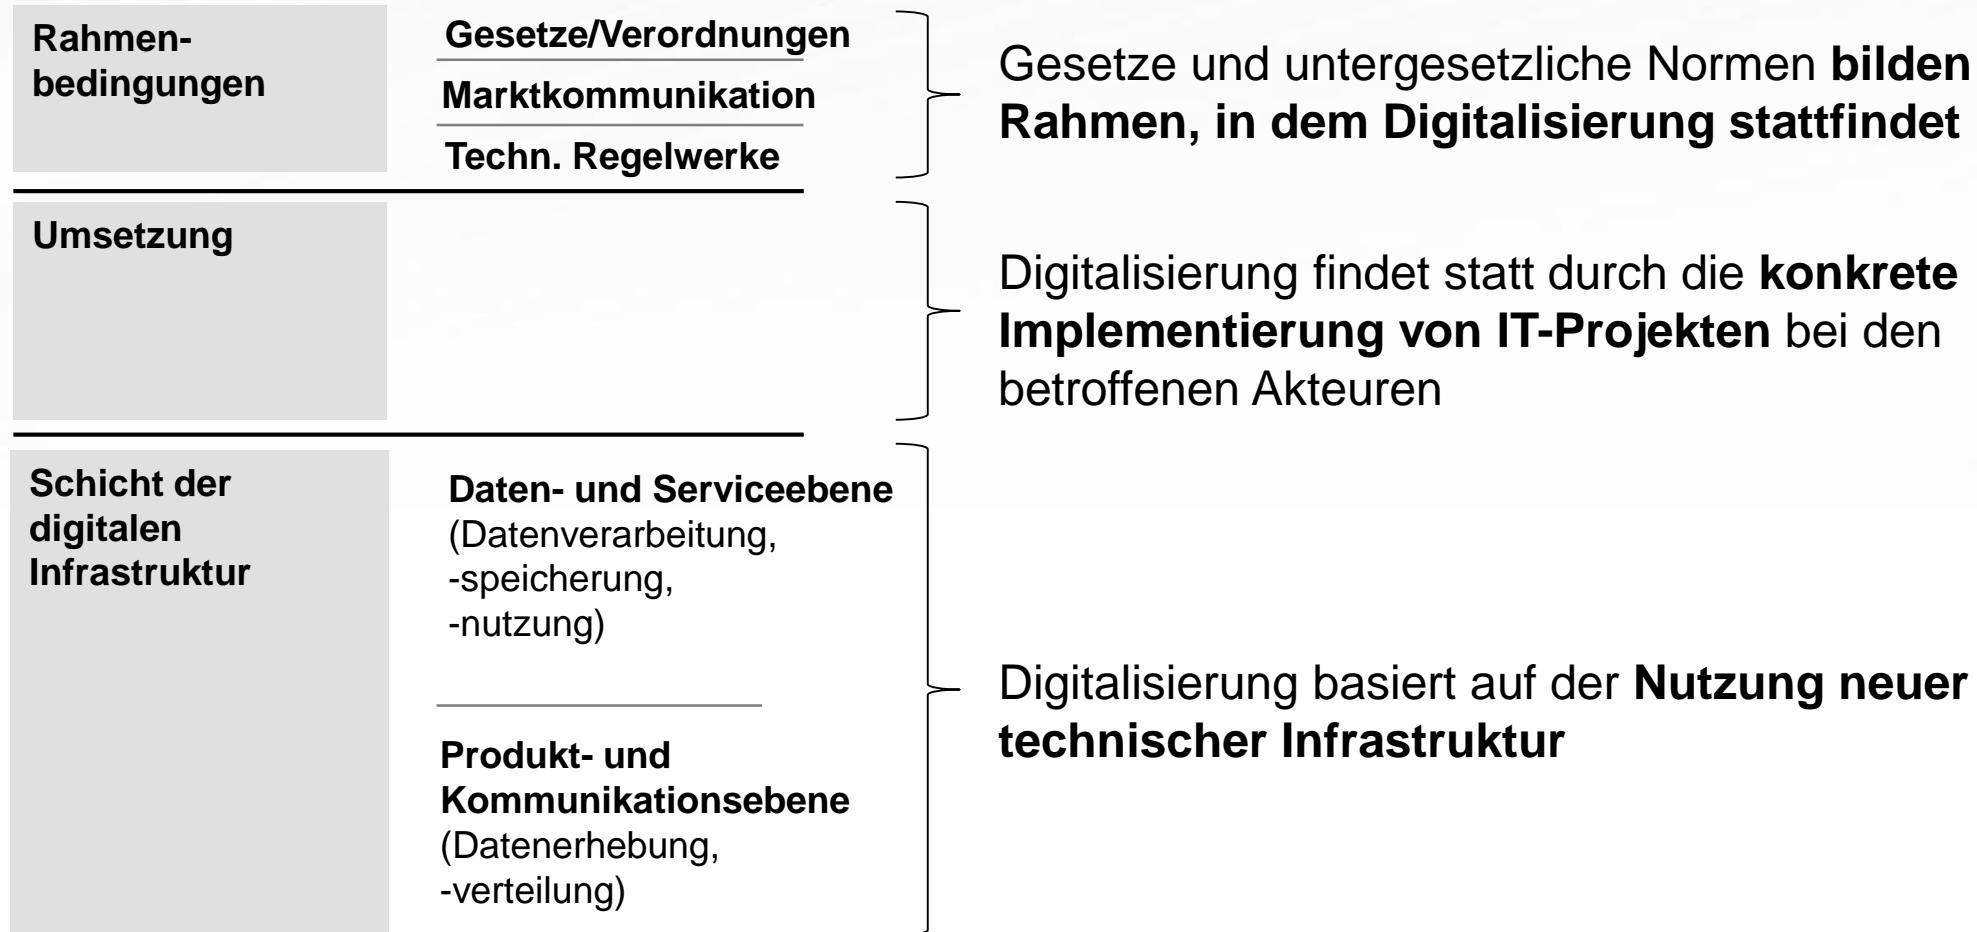 Rahmen-
bedingungen
Gesetze/Verordnungen
Marktkommunikation
Techn. Regelwerke
Gesetze und untergesetzliche Normen bilden
Rahmen, in dem Digitalisierung stattfindet
Umsetzung
Digitalisierung findet statt durch die konkrete
Implementierung von IT-Projekten bei den
betroffenen Akteuren
Schicht der
digitalen
Infrastruktur
Daten- und Serviceebene
(Datenverarbeitung,
-speicherung,
-nutzung)
Produkt- und
Kommunikationsebene
(Datenerhebung,
-verteilung)
Digitalisierung basiert auf der Nutzung neuer
technischer Infrastruktur